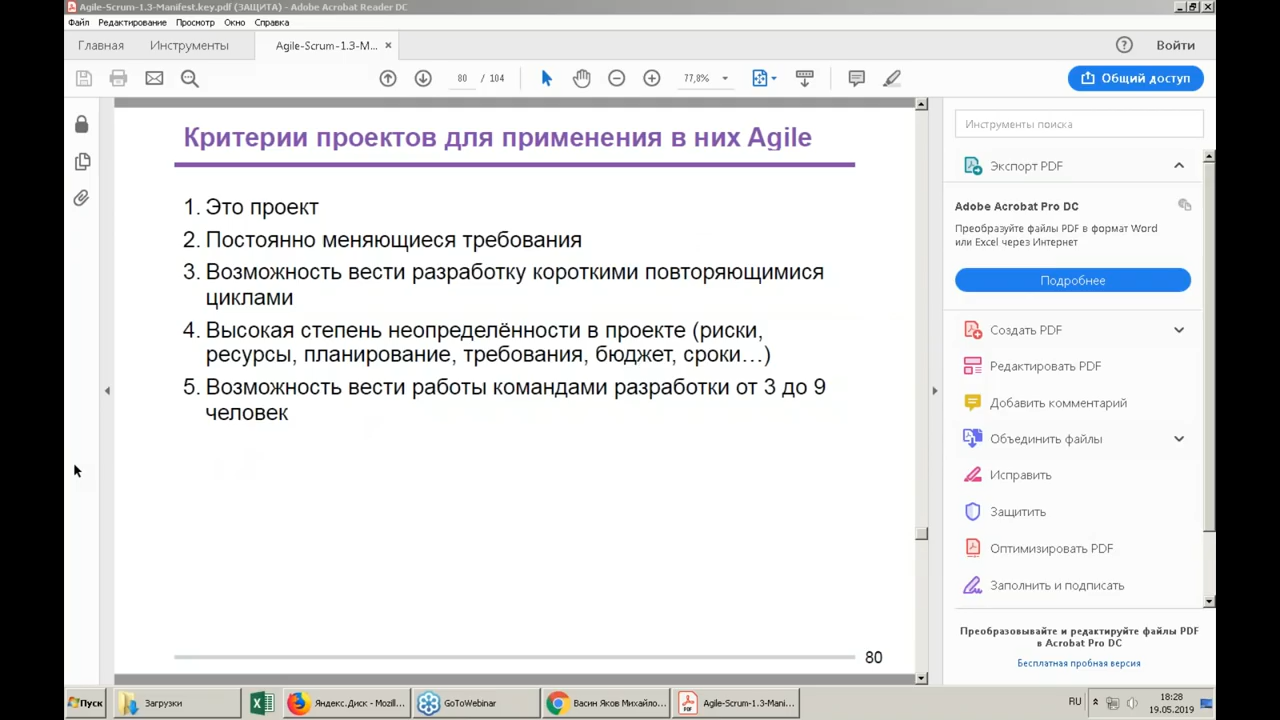 Agile-Scrum-1.3-Manifest.key.pdf (ЗАЩИТА) - Adobe Acrobat Reader DC
Файл Редактирование Просмотр Окно Справка
Главная Инструменты Agile-Scrum-1.3-M... × Войти
80 / 104 77,8% Общий доступ
Критерии проектов для применения в них Agile
1. Это проект
2. Постоянно меняющиеся требования
3. Возможность вести разработку короткими повторяющимися
циклами
4. Высокая степень неопределённости в проекте (риски,
ресурсы, планирование, требования, бюджет, сроки…)
5. Возможность вести работы командами разработки от 3 до 9
человек
80
Инструменты поиска
Экспорт PDF
Adobe Acrobat Pro DC
Преобразуйте файлы PDF в формат Word
или Excel через Интернет
Подробнее
Создать PDF
Редактировать PDF
Добавить комментарий
Объединить файлы
Исправить
Защитить
Оптимизировать PDF
Заполнить и подписать
Преобразовывайте и редактируйте файлы PDF
в Acrobat Pro DC
Бесплатная пробная версия
Пуск Загрузки Яндекс.Диск - Mozill... GoToWebinar Васин Яков Михайло... Agile-Scrum-1.3-Mani... RU 18:28
19.05.2019